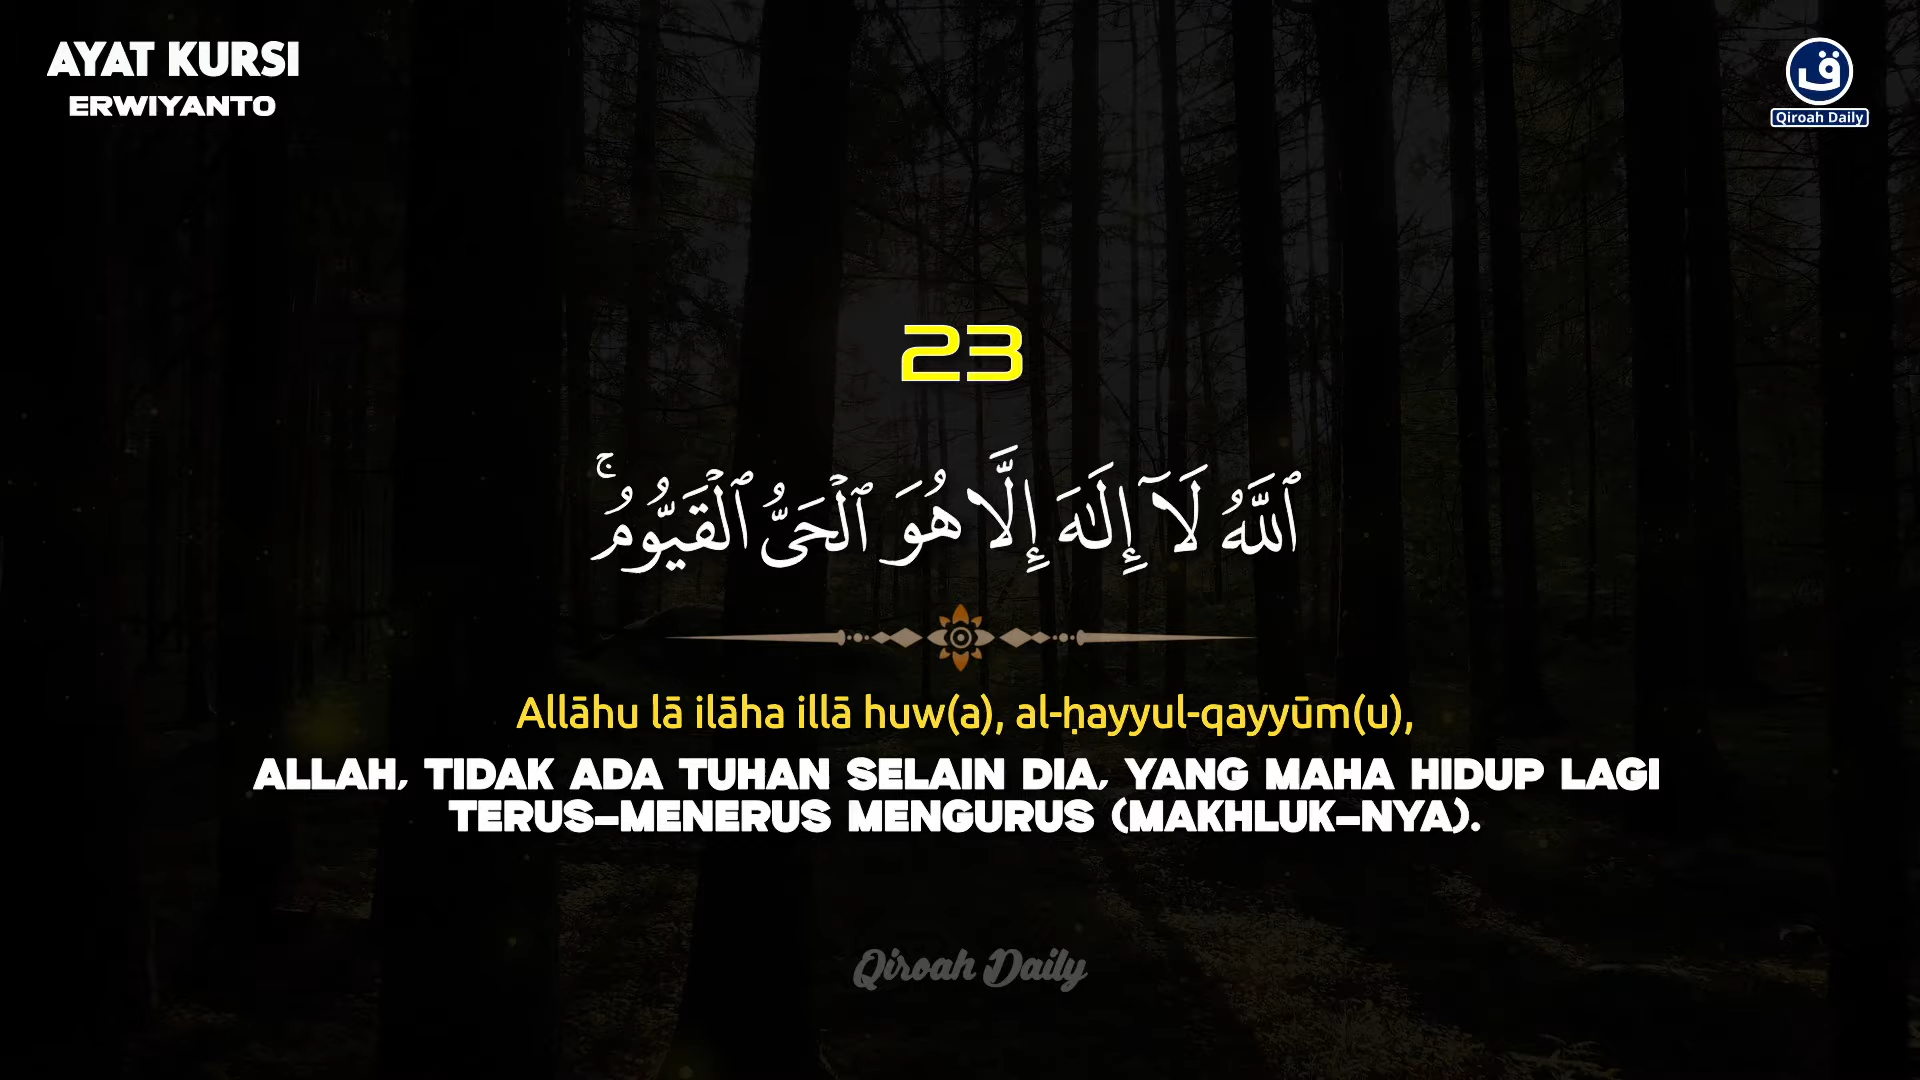 AYAT KURSI
ERWIYANTO
ق
Qiroah Daily
23
ٱللَّهُ لَآ إِلَٰهَ إِلَّا هُوَ ٱلْحَىُّ ٱلْقَيُّومُ ۚ
Allāhu lā ilāha illā huw(a), al-ḥayyul-qayyūm(u),
ALLAH, TIDAK ADA TUHAN SELAIN DIA, YANG MAHA HIDUP LAGI
TERUS-MENERUS MENGURUS (MAKHLUK-NYA).
Qiroah Daily